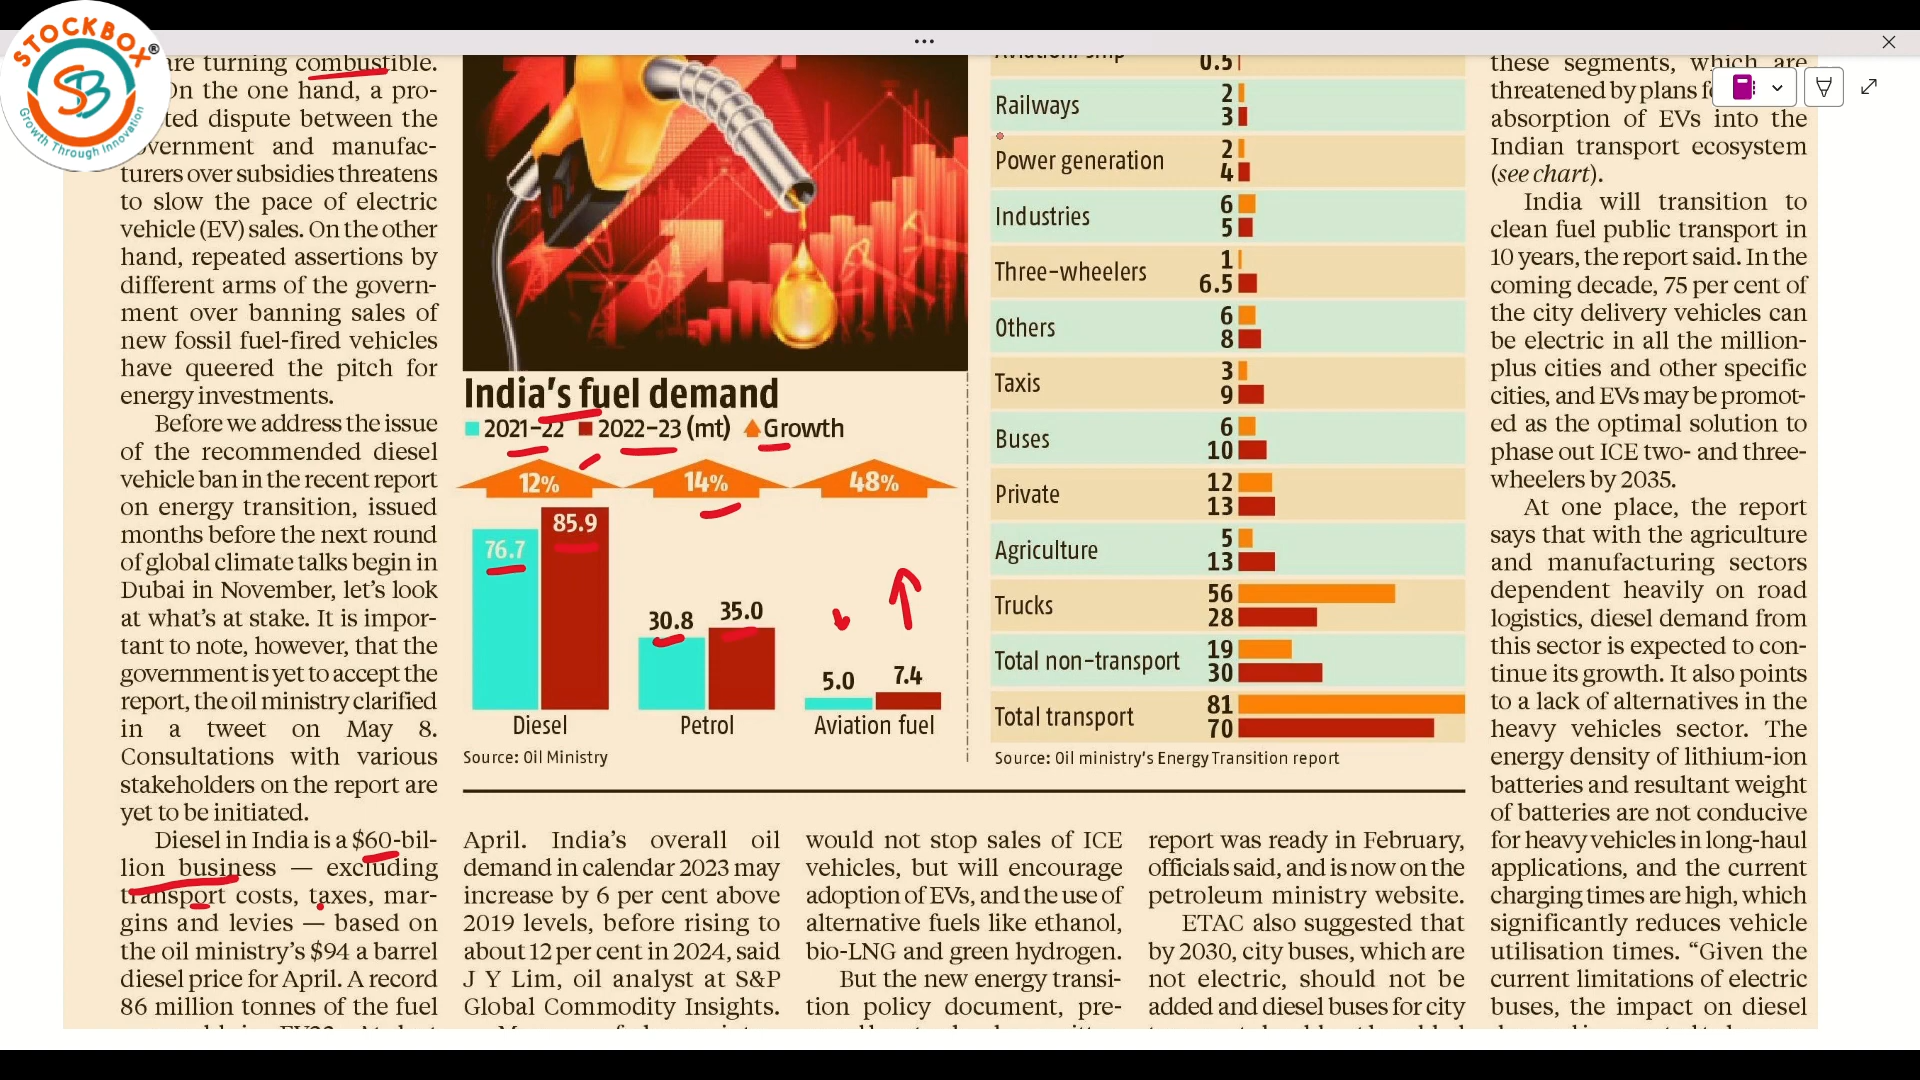 STOCKBOX®
SB
Growth Through Innovation
are turning combustible.
On the one hand, a pro-
ted dispute between the
overnment and manufac-
turers over subsidies threatens
to slow the pace of electric
vehicle (EV) sales. On the other
hand, repeated assertions by
different arms of the govern-
ment over banning sales of
new fossil fuel-fired vehicles
have queered the pitch for
energy investments.
Before we address the issue
of the recommended diesel
vehicle ban in the recent report
on energy transition, issued
months before the next round
of global climate talks begin in
Dubai in November, let's look
at what's at stake. It is impor-
tant to note, however, that the
government is yet to accept the
report, the oil ministry clarified
in a tweet on May 8.
Consultations with various
stakeholders on the report are
yet to be initiated.
Diesel in India is a $60-bil-
lion business — excluding
transport costs, taxes, mar-
gins and levies — based on
the oil ministry's $94 a barrel
diesel price for April. A record
86 million tonnes of the fuel
India's fuel demand
2021-22 2022-23 (mt) Growth
12% 14% 48%
76.7 85.9
30.8 35.0
5.0 7.4
Diesel Petrol Aviation fuel
Source: Oil Ministry
0.5
Railways 2
3
Power generation 2
4
Industries 6
5
Three-wheelers 1
6.5
Others 6
8
Taxis 3
9
Buses 6
10
Private 12
13
Agriculture 5
13
Trucks 56
28
Total non-transport 19
30
Total transport 81
70
Source: Oil ministry's Energy Transition report
April. India's overall oil
demand in calendar 2023 may
increase by 6 per cent above
2019 levels, before rising to
about 12 per cent in 2024, said
J Y Lim, oil analyst at S&P
Global Commodity Insights.
would not stop sales of ICE
vehicles, but will encourage
adoption of EVs, and the use of
alternative fuels like ethanol,
bio-LNG and green hydrogen.
But the new energy transi-
tion policy document, pre-
report was ready in February,
officials said, and is now on the
petroleum ministry website.
ETAC also suggested that
by 2030, city buses, which are
not electric, should not be
added and diesel buses for city
these segments, which are
threatened by plans
absorption of EVs into the
Indian transport ecosystem
(see chart).
India will transition to
clean fuel public transport in
10 years, the report said. In the
coming decade, 75 per cent of
the city delivery vehicles can
be electric in all the million-
plus cities and other specific
cities, and EVs may be promot-
ed as the optimal solution to
phase out ICE two- and three-
wheelers by 2035.
At one place, the report
says that with the agriculture
and manufacturing sectors
dependent heavily on road
logistics, diesel demand from
this sector is expected to con-
tinue its growth. It also points
to a lack of alternatives in the
heavy vehicles sector. The
energy density of lithium-ion
batteries and resultant weight
of batteries are not conducive
for heavy vehicles in long-haul
applications, and the current
charging times are high, which
significantly reduces vehicle
utilisation times. “Given the
current limitations of electric
buses, the impact on diesel